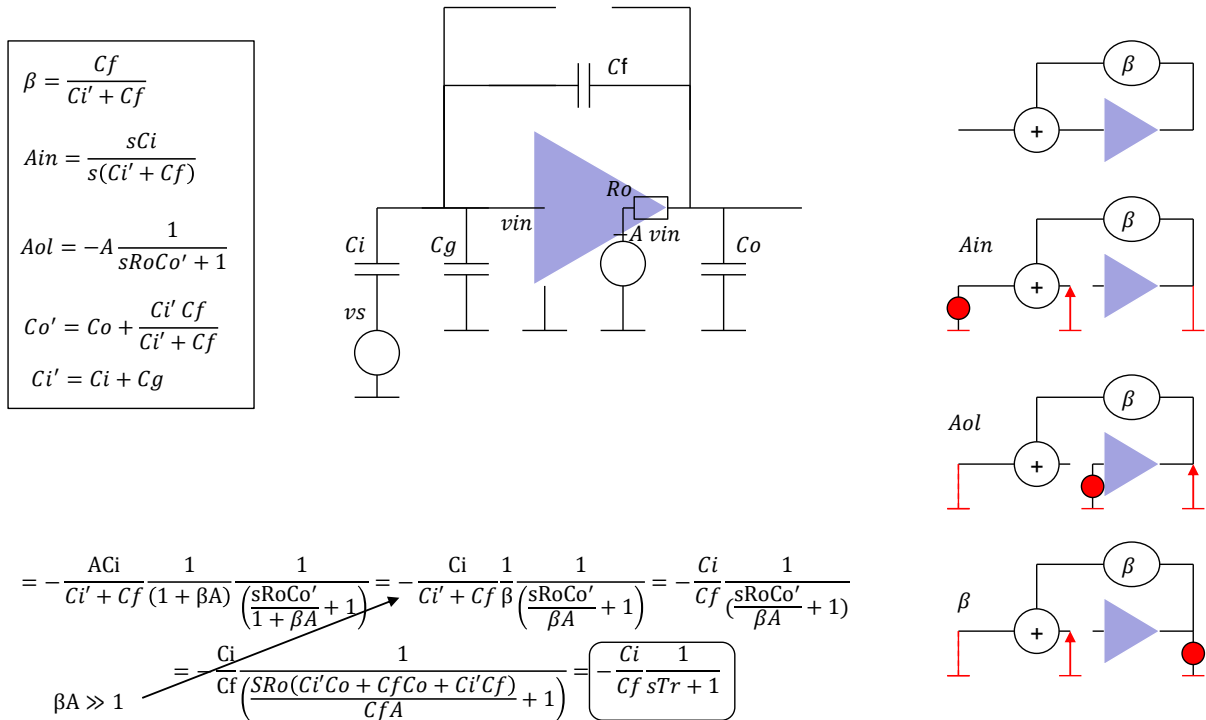 β = Cf / (Ci′ + Cf)
Ain = sCi / s(Ci′ + Cf)
Aol = −A 1 / (sRoCo′ + 1)
Co′ = Co + Ci′ Cf / (Ci′ + Cf)
Ci′ = Ci + Cg
Cf
Ro
vin
−A vin
Ci
Cg
Co
vs
β
+
Ain
β
+
Aol
β
+
β
β
+
= − ACi / (Ci′ + Cf) 1 / (1 + βA) 1 / (sRoCo′ / (1 + βA) + 1) = − Ci / (Ci′ + Cf) 1 / β 1 / (sRoCo′ / βA + 1) = − Ci / Cf 1 / (sRoCo′ / βA + 1)
= − Ci / Cf 1 / (SRo(Ci′Co + CfCo + Ci′Cf) / CfA + 1) = − Ci / Cf 1 / (sTr + 1)
βA ≫ 1